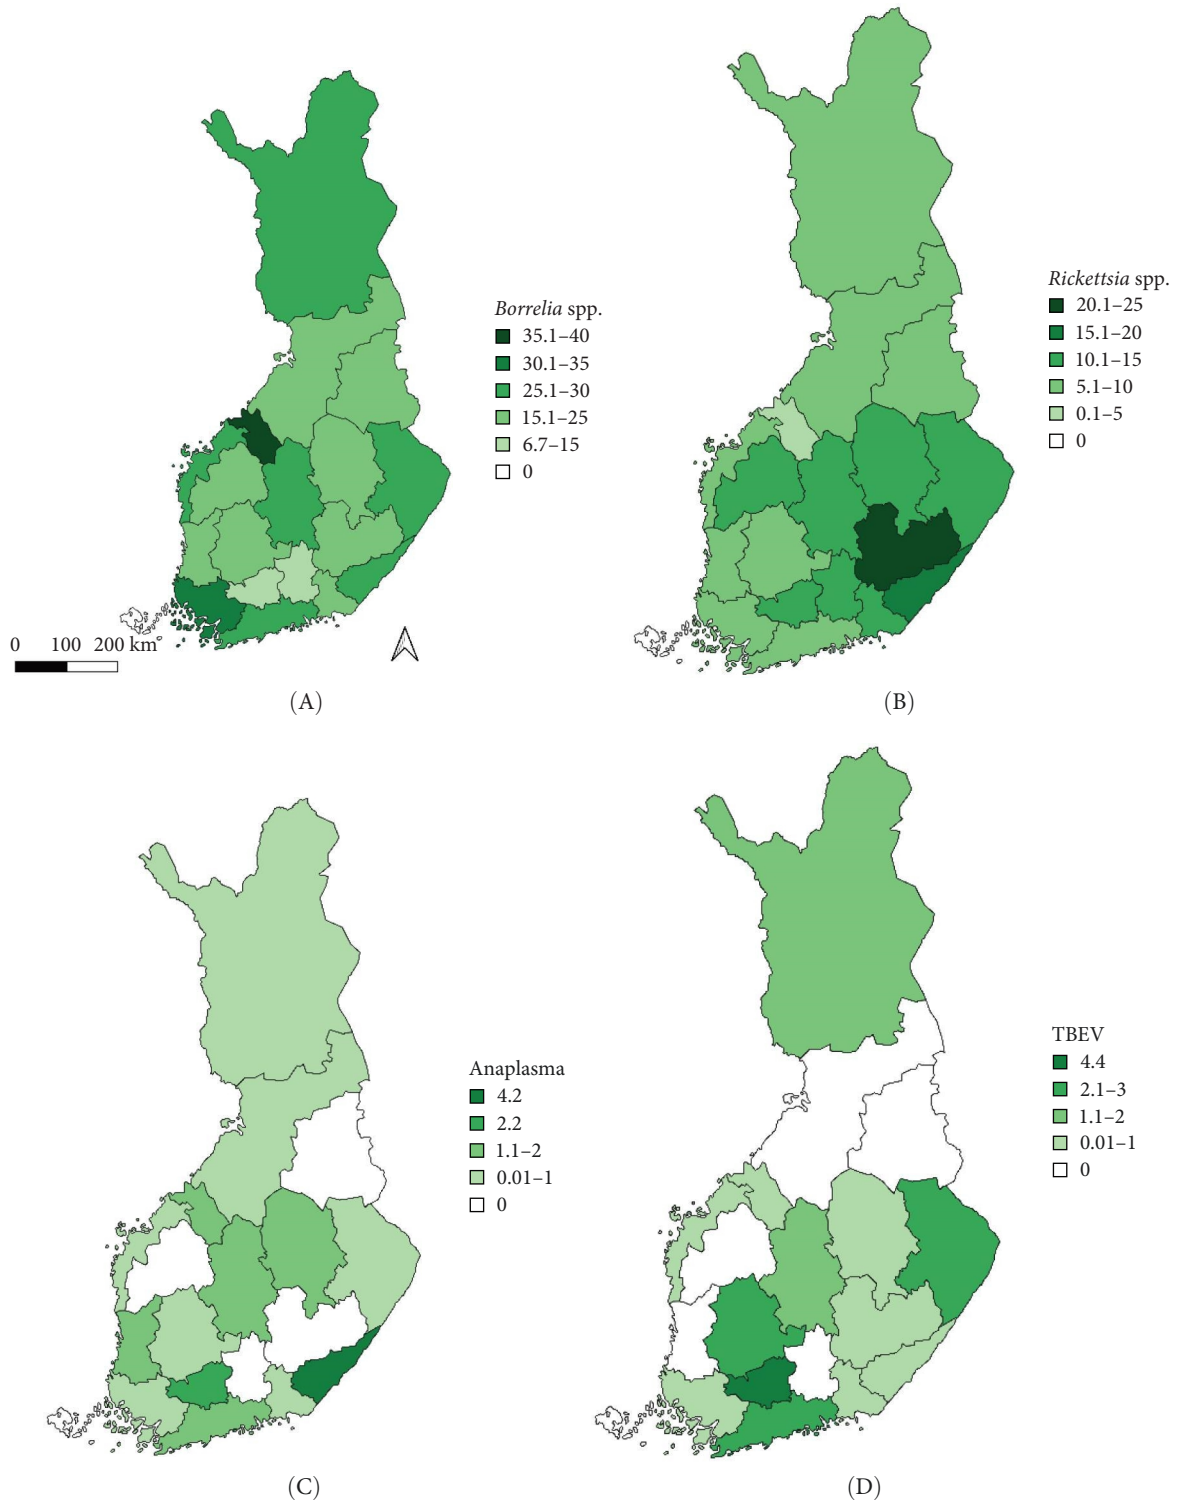 Borrelia spp.
35.1–40
30.1–35
25.1–30
15.1–25
6.7–15
0
0 100 200 km
(A)
Rickettsia spp.
20.1–25
15.1–20
10.1–15
5.1–10
0.1–5
0
(B)
Anaplasma
4.2
2.2
1.1–2
0.01–1
0
(C)
TBEV
4.4
2.1–3
1.1–2
0.01–1
0
(D)